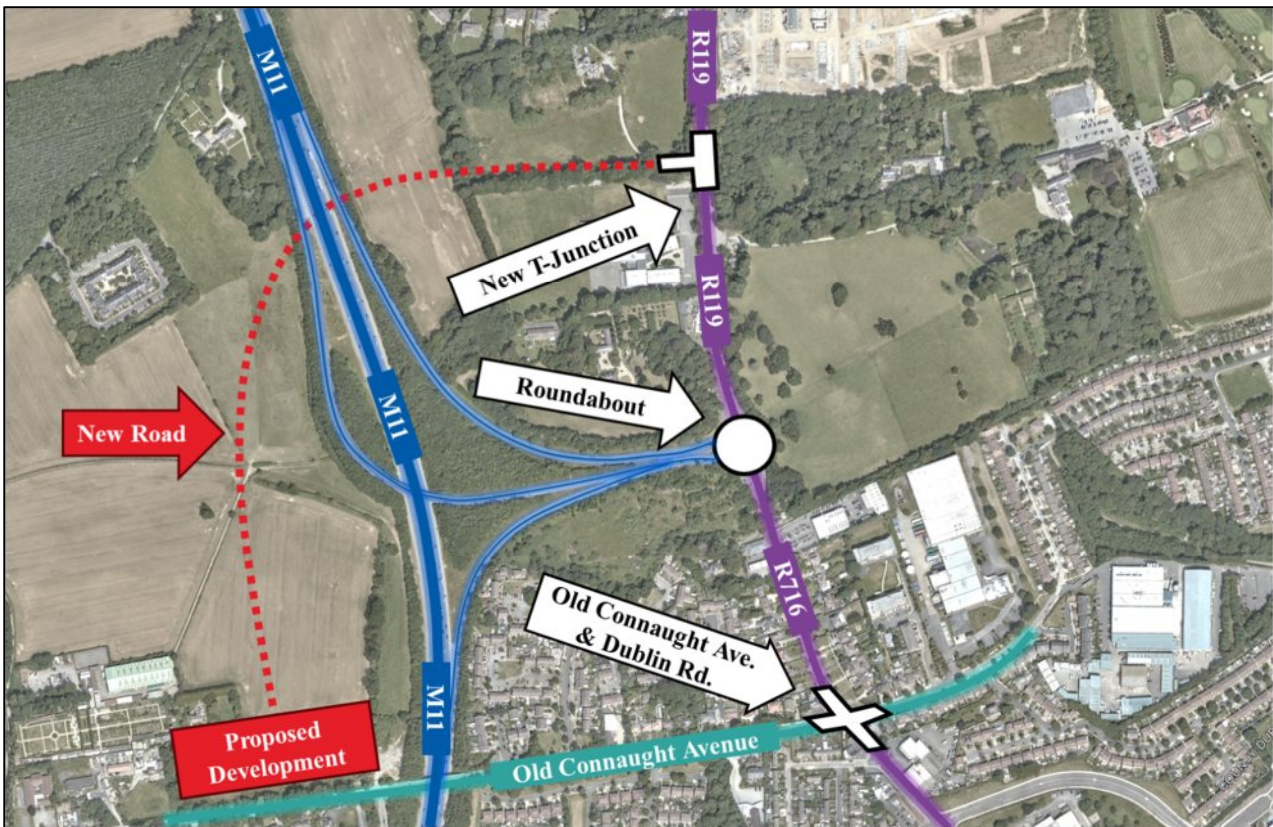 M11
R119
New T-Junction
R119
Roundabout
New Road
M11
R716
Old Connaught Ave.
& Dublin Rd.
M11
Proposed
Development
Old Connaught Avenue